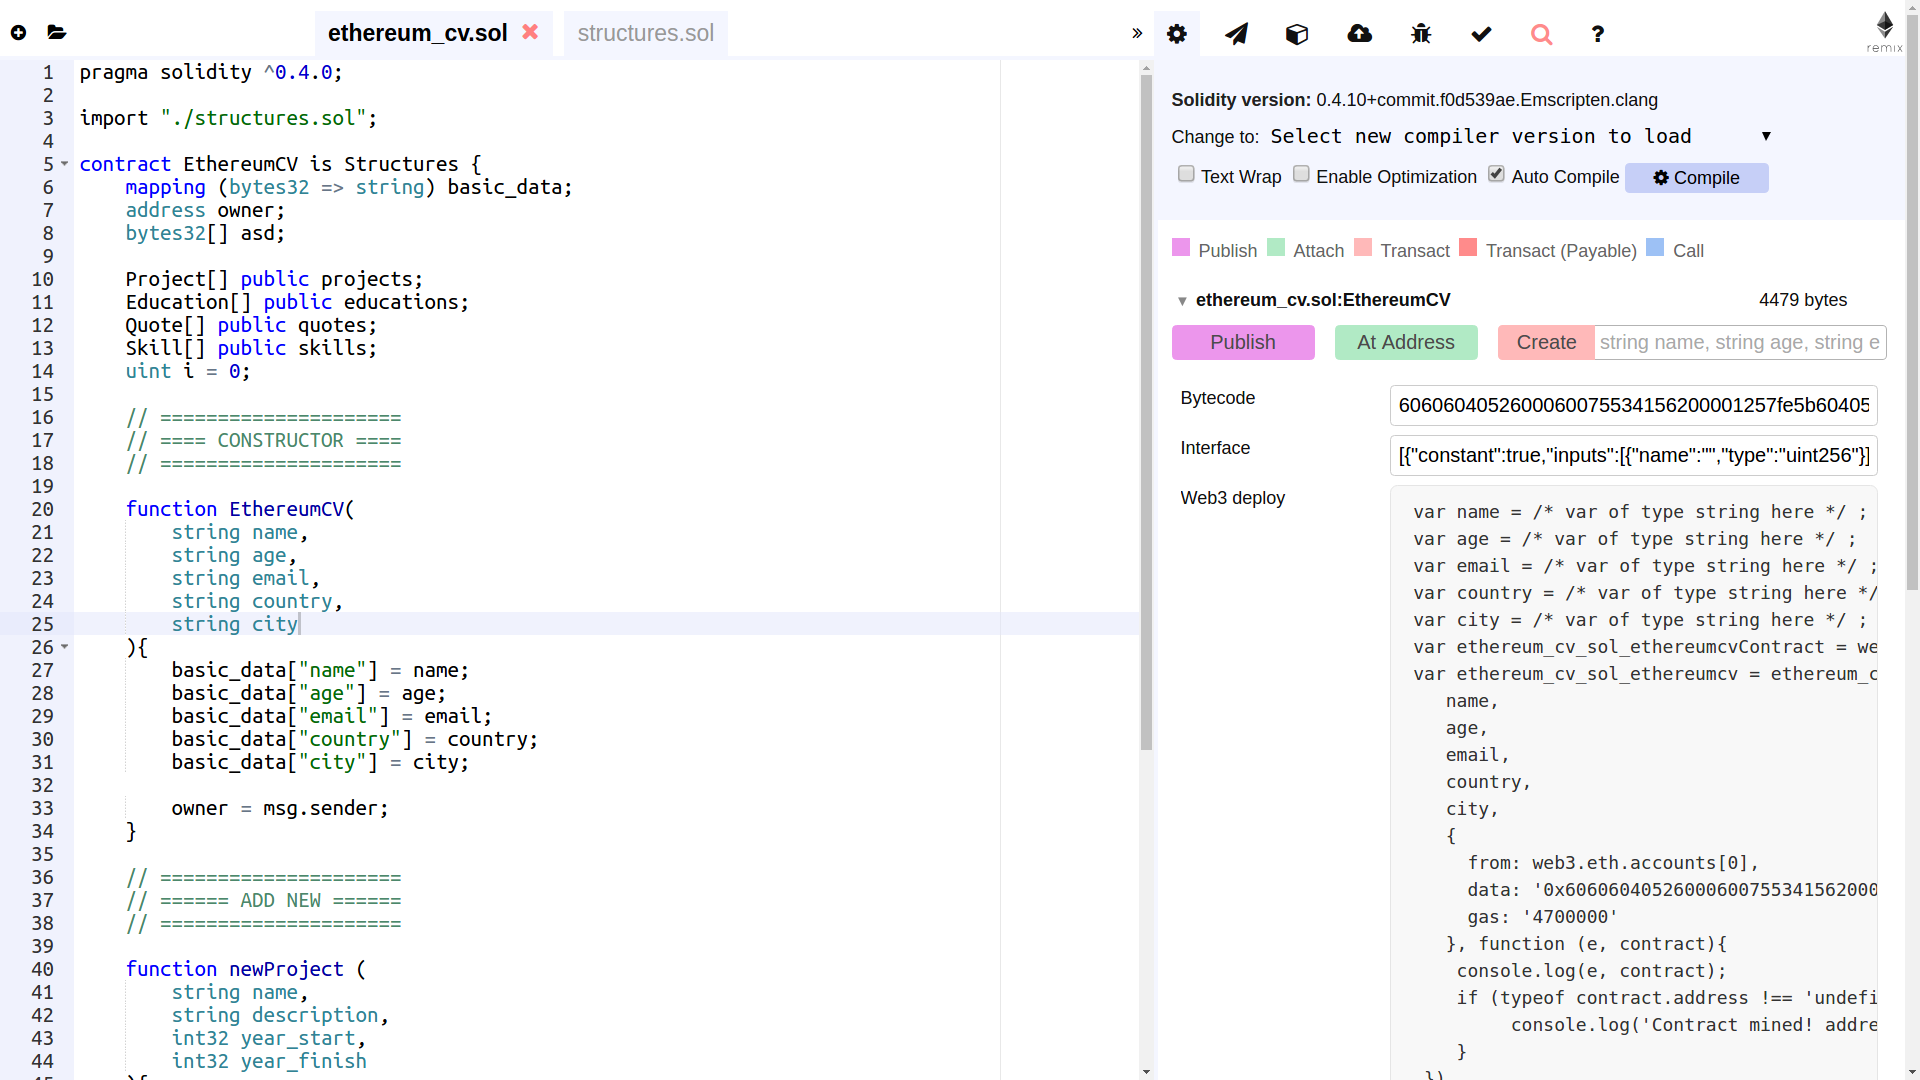 ethereum_cv.sol ✖ structures.sol »
remix
1 pragma solidity ^0.4.0;
2
3 import "./structures.sol";
4
5 contract EthereumCV is Structures {
6 mapping (bytes32 => string) basic_data;
7 address owner;
8 bytes32[] asd;
9
10 Project[] public projects;
11 Education[] public educations;
12 Quote[] public quotes;
13 Skill[] public skills;
14 uint i = 0;
15
16 // =====================
17 // ==== CONSTRUCTOR ====
18 // =====================
19
20 function EthereumCV(
21 string name,
22 string age,
23 string email,
24 string country,
25 string city
26 ){
27 basic_data["name"] = name;
28 basic_data["age"] = age;
29 basic_data["email"] = email;
30 basic_data["country"] = country;
31 basic_data["city"] = city;
32
33 owner = msg.sender;
34 }
35
36 // =====================
37 // ====== ADD NEW ======
38 // =====================
39
40 function newProject (
41 string name,
42 string description,
43 int32 year_start,
44 int32 year_finish
Solidity version: 0.4.10+commit.f0d539ae.Emscripten.clang
Change to: Select new compiler version to load
Text Wrap Enable Optimization Auto Compile Compile
Publish Attach Transact Transact (Payable) Call
ethereum_cv.sol:EthereumCV 4479 bytes
Publish At Address Create string name, string age, string e
Bytecode 6060604052600060075534156200001257fe5b60405
Interface [{"constant":true,"inputs":[{"name":"","type":"uint256"}]
Web3 deploy
var name = /* var of type string here */ ;
var age = /* var of type string here */ ;
var email = /* var of type string here */ ;
var country = /* var of type string here */
var city = /* var of type string here */ ;
var ethereum_cv_sol_ethereumcvContract = we
var ethereum_cv_sol_ethereumcv = ethereum_c
name,
age,
email,
country,
city,
{
from: web3.eth.accounts[0],
data: '0x60606040526000600755341562000
gas: '4700000'
}, function (e, contract){
console.log(e, contract);
if (typeof contract.address !== 'undefi
console.log('Contract mined! addre
}
})